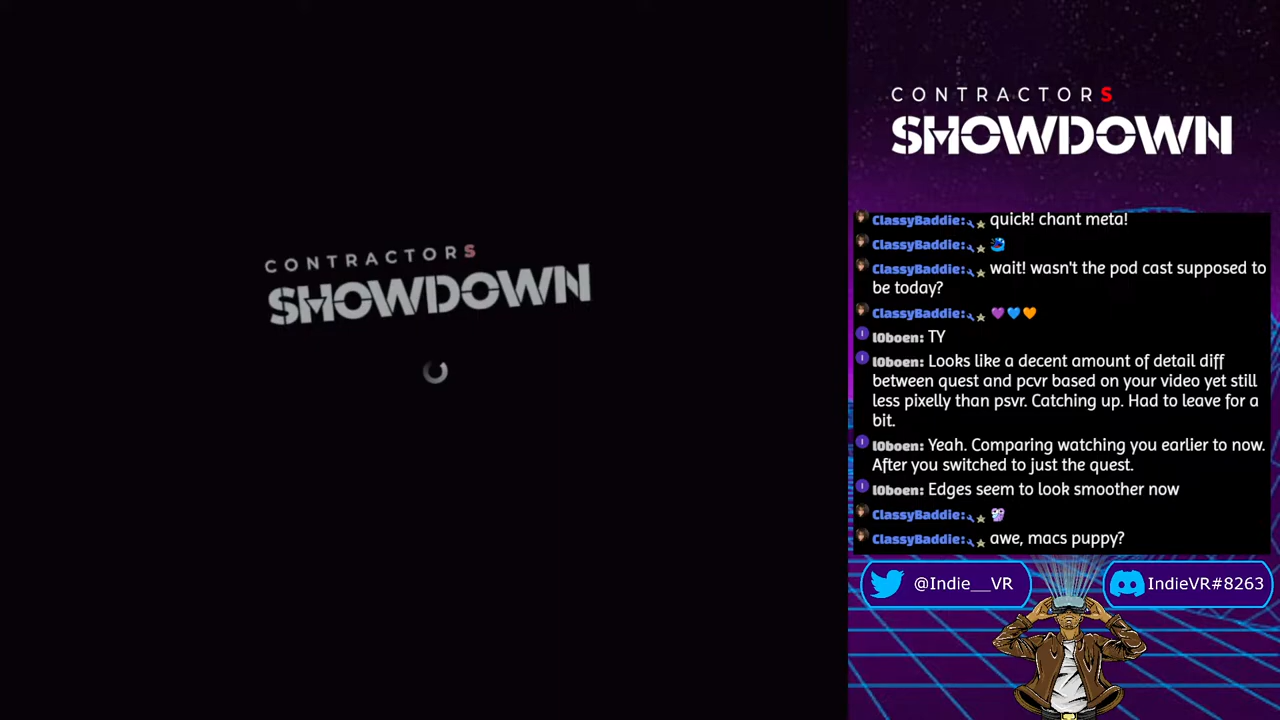 CONTRACTORS
SHOWDOWN
CONTRACTORS
SHOWDOWN
ClassyBaddie: quick! chant meta!
ClassyBaddie:
ClassyBaddie: wait! wasn't the pod cast supposed to
be today?
ClassyBaddie: 💜💙🧡
l0boen: TY
l0boen: Looks like a decent amount of detail diff
between quest and pcvr based on your video yet still
less pixelly than psvr. Catching up. Had to leave for a
bit.
l0boen: Yeah. Comparing watching you earlier to now.
After you switched to just the quest.
l0boen: Edges seem to look smoother now
ClassyBaddie:
ClassyBaddie: awe, macs puppy?
@Indie__VR
IndieVR#8263